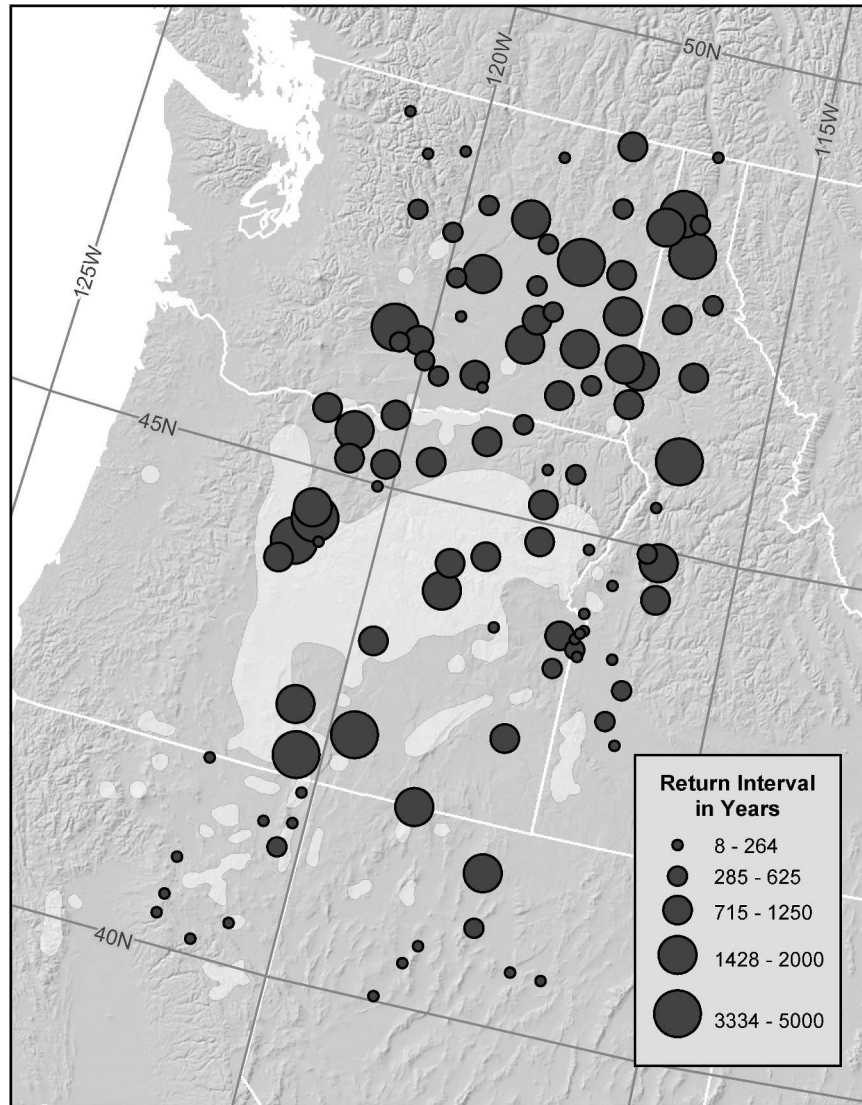 50N
120W
115W
125W
45N
40N
Return Interval
in Years
8 - 264
285 - 625
715 - 1250
1428 - 2000
3334 - 5000